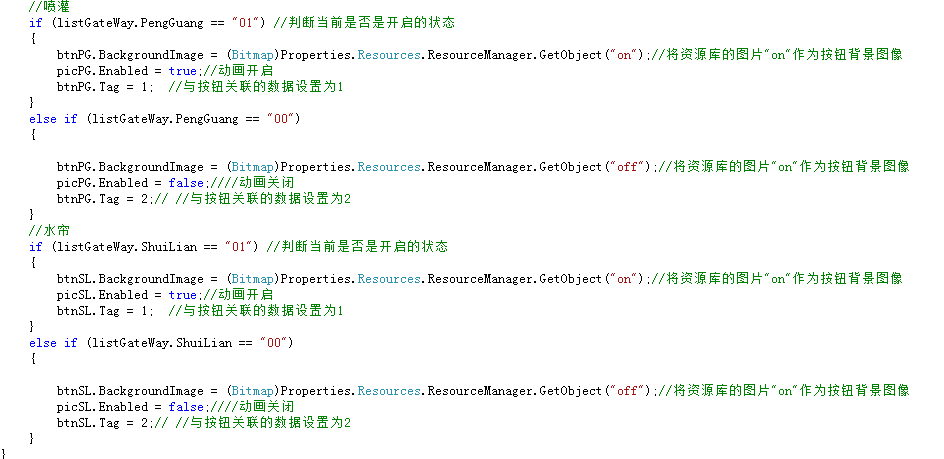 //喷灌
if (listGateWay.PengGuang == "01") //判断当前是否是开启的状态
{
btnPG.BackgroundImage = (Bitmap)Properties.Resources.ResourceManager.GetObject("on");//将资源库的图片"on"作为按钮背景图像
picPG.Enabled = true;//动画开启
btnPG.Tag = 1;  //与按钮关联的数据设置为1
}
else if (listGateWay.PengGuang == "00")
{
btnPG.BackgroundImage = (Bitmap)Properties.Resources.ResourceManager.GetObject("off");//将资源库的图片"on"作为按钮背景图像
picPG.Enabled = false;////动画关闭
btnPG.Tag = 2;// //与按钮关联的数据设置为2
}
//水帘
if (listGateWay.ShuiLian == "01") //判断当前是否是开启的状态
{
btnSL.BackgroundImage = (Bitmap)Properties.Resources.ResourceManager.GetObject("on");//将资源库的图片"on"作为按钮背景图像
picSL.Enabled = true;//动画开启
btnSL.Tag = 1;  //与按钮关联的数据设置为1
}
else if (listGateWay.ShuiLian == "00")
{
btnSL.BackgroundImage = (Bitmap)Properties.Resources.ResourceManager.GetObject("off");//将资源库的图片"on"作为按钮背景图像
picSL.Enabled = false;////动画关闭
btnSL.Tag = 2;// //与按钮关联的数据设置为2
}
}